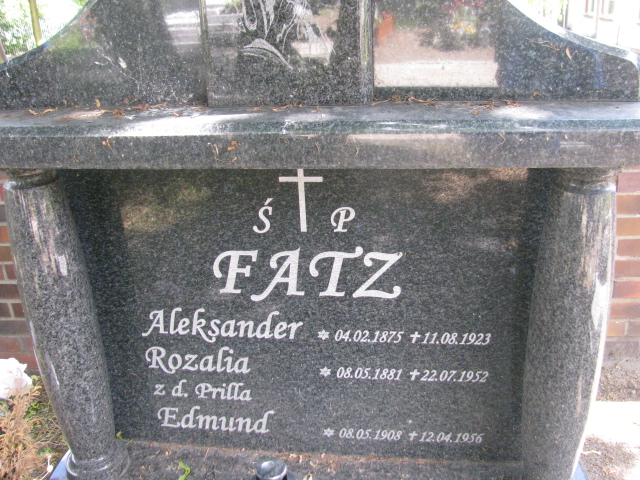 Ś P
FATZ
Aleksander * 04.02.1875 ✝ 11.08.1923
Rozalia * 08.05.1881 ✝ 22.07.1952
z d. Prilla
Edmund * 08.05.1908 ✝ 12.04.1956